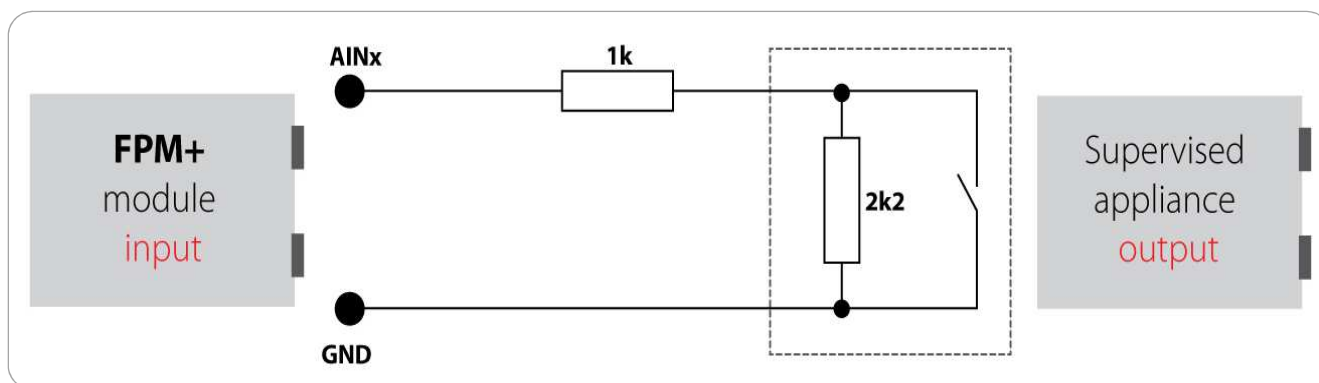 FPM+
module
input
AINx
1k
2k2
GND
Supervised
appliance
output